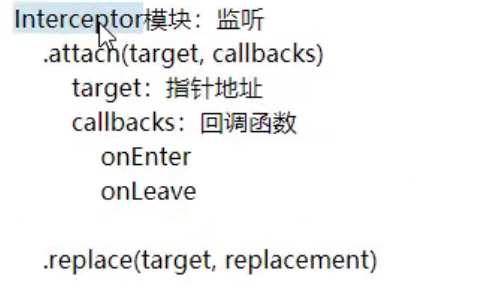 Interceptor模块：监听
.attach(target, callbacks)
target：指针地址
callbacks：回调函数
onEnter
onLeave
.replace(target, replacement)